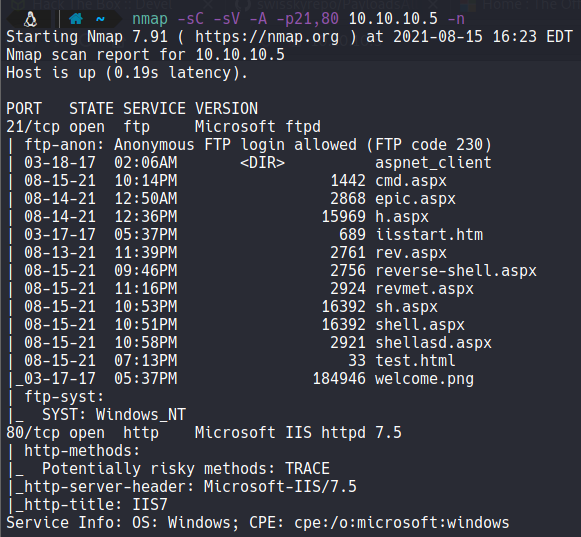 ~ nmap -sC -sV -A -p21,80 10.10.10.5 -n
Starting Nmap 7.91 ( https://nmap.org ) at 2021-08-15 16:23 EDT
Nmap scan report for 10.10.10.5
Host is up (0.19s latency).

PORT   STATE SERVICE VERSION
21/tcp open  ftp     Microsoft ftpd
| ftp-anon: Anonymous FTP login allowed (FTP code 230)
| 03-18-17  02:06AM       <DIR>          aspnet_client
| 08-15-21  10:14PM                 1442 cmd.aspx
| 08-14-21  12:50AM                 2868 epic.aspx
| 08-14-21  12:36PM                15969 h.aspx
| 03-17-17  05:37PM                  689 iisstart.htm
| 08-13-21  11:39PM                 2761 rev.aspx
| 08-15-21  09:46PM                 2756 reverse-shell.aspx
| 08-15-21  11:16PM                 2924 revmet.aspx
| 08-15-21  10:53PM                16392 sh.aspx
| 08-15-21  10:51PM                16392 shell.aspx
| 08-15-21  10:58PM                 2921 shellasd.aspx
| 08-15-21  07:13PM                   33 test.html
|_03-17-17  05:37PM               184946 welcome.png
| ftp-syst:
|_  SYST: Windows_NT
80/tcp open  http    Microsoft IIS httpd 7.5
| http-methods:
|_  Potentially risky methods: TRACE
|_http-server-header: Microsoft-IIS/7.5
|_http-title: IIS7
Service Info: OS: Windows; CPE: cpe:/o:microsoft:windows